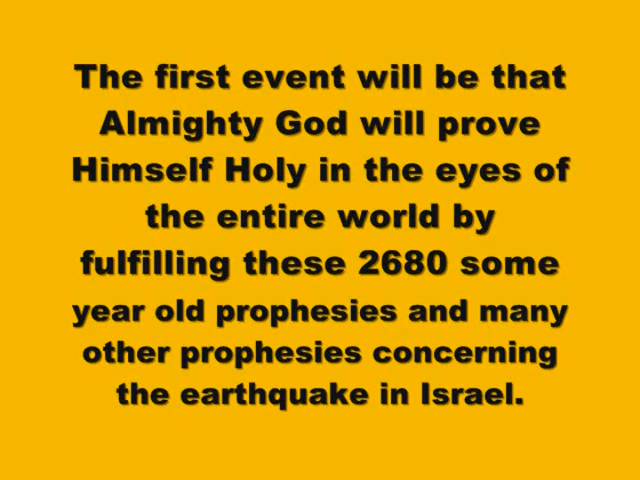 The first event will be that
Almighty God will prove
Himself Holy in the eyes of
the entire world by
fulfilling these 2680 some
year old prophesies and many
other prophesies concerning
the earthquake in Israel.